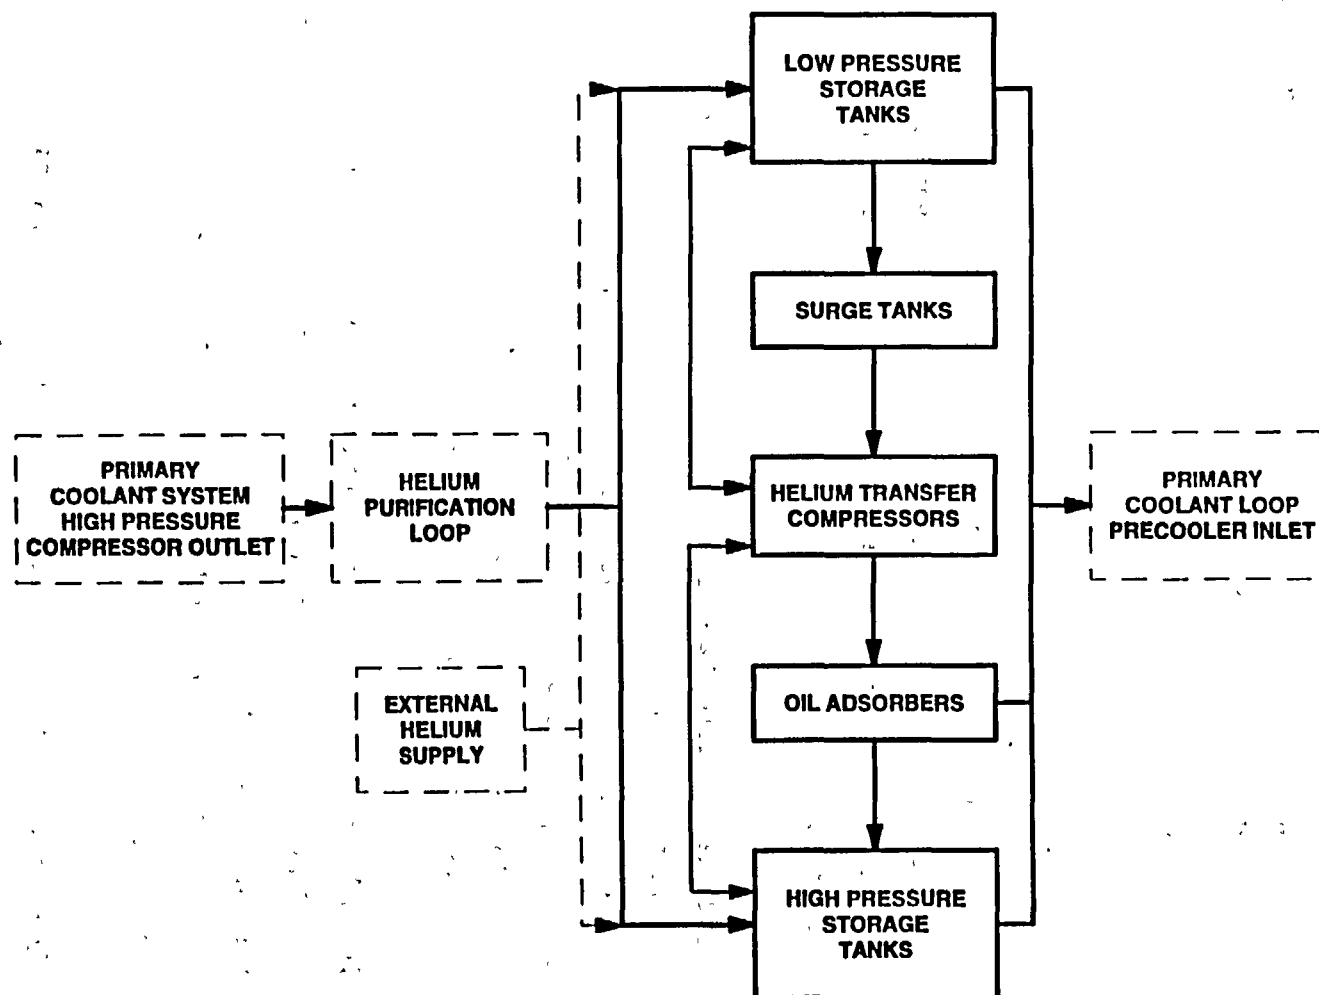 LOW PRESSURE
STORAGE
TANKS
SURGE TANKS
PRIMARY
COOLANT SYSTEM
HIGH PRESSURE
COMPRESSOR OUTLET
HELIUM
PURIFICATION
LOOP
HELIUM TRANSFER
COMPRESSORS
PRIMARY
COOLANT LOOP
PRECOOLER INLET
EXTERNAL
HELIUM
SUPPLY
OIL ADSORBERS
HIGH PRESSURE
STORAGE
TANKS